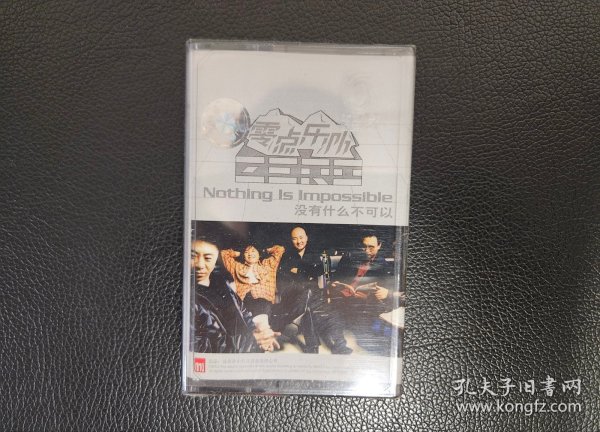 零点乐队
Nothing Is Impossible
没有什么不可以
孔夫子旧书网
www.kongfz.com